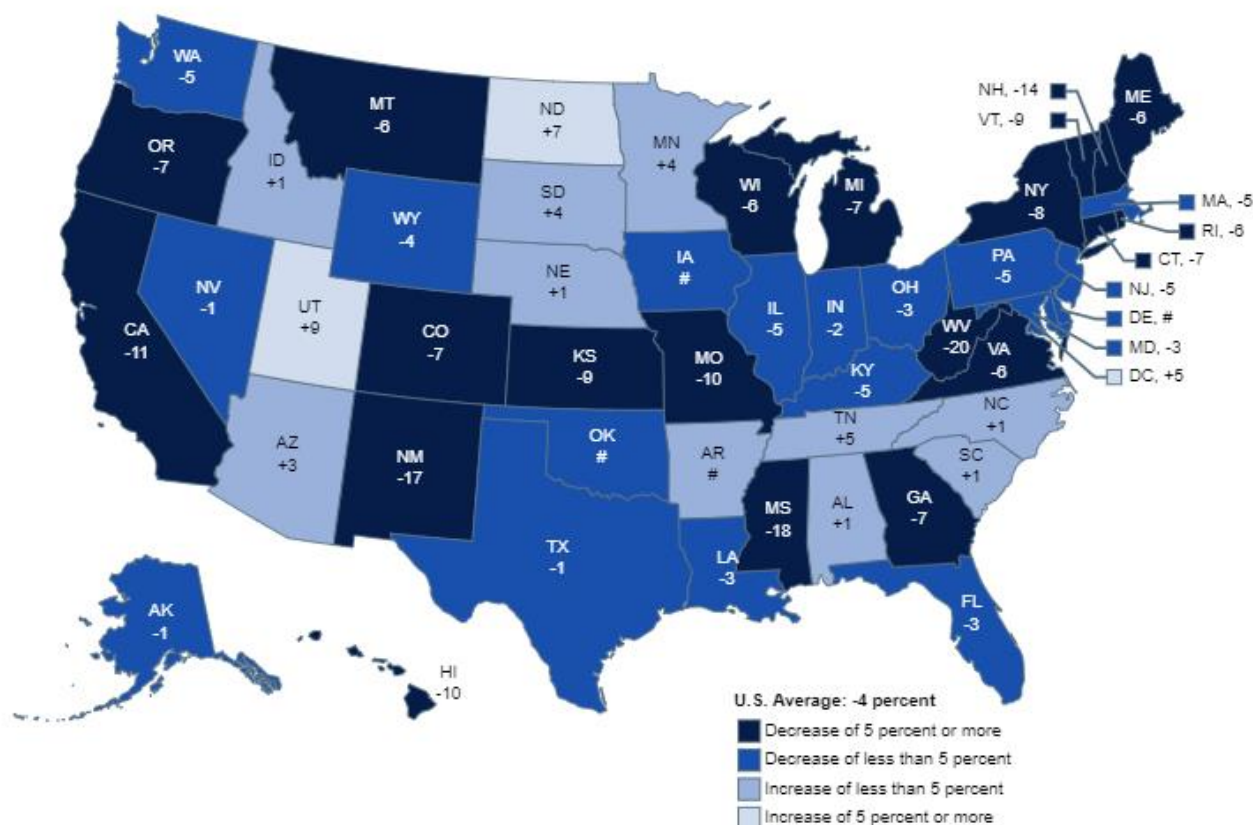 WA
-5
MT
-6
ND
+7
MN
+4
NH, -14
VT, -9
ME
-6
OR
-7
ID
+1
SD
+4
WI
-6
MI
-7
NY
-8
MA, -5
RI, -6
CT, -7
WY
-4
IA
#
PA
-5
NJ, -5
DE, #
MD, -3
DC, +5
NV
-1
UT
+9
NE
+1
IL
-5
IN
-2
OH
-3
CA
-11
CO
-7
KS
-9
MO
-10
WV
-20
VA
-6
KY
-5
AZ
+3
NM
-17
OK
#
AR
#
TN
+5
NC
+1
SC
+1
MS
-18
AL
+1
GA
-7
TX
-1
LA
-3
FL
-3
AK
-1
HI
-10
U.S. Average: -4 percent
Decrease of 5 percent or more
Decrease of less than 5 percent
Increase of less than 5 percent
Increase of 5 percent or more